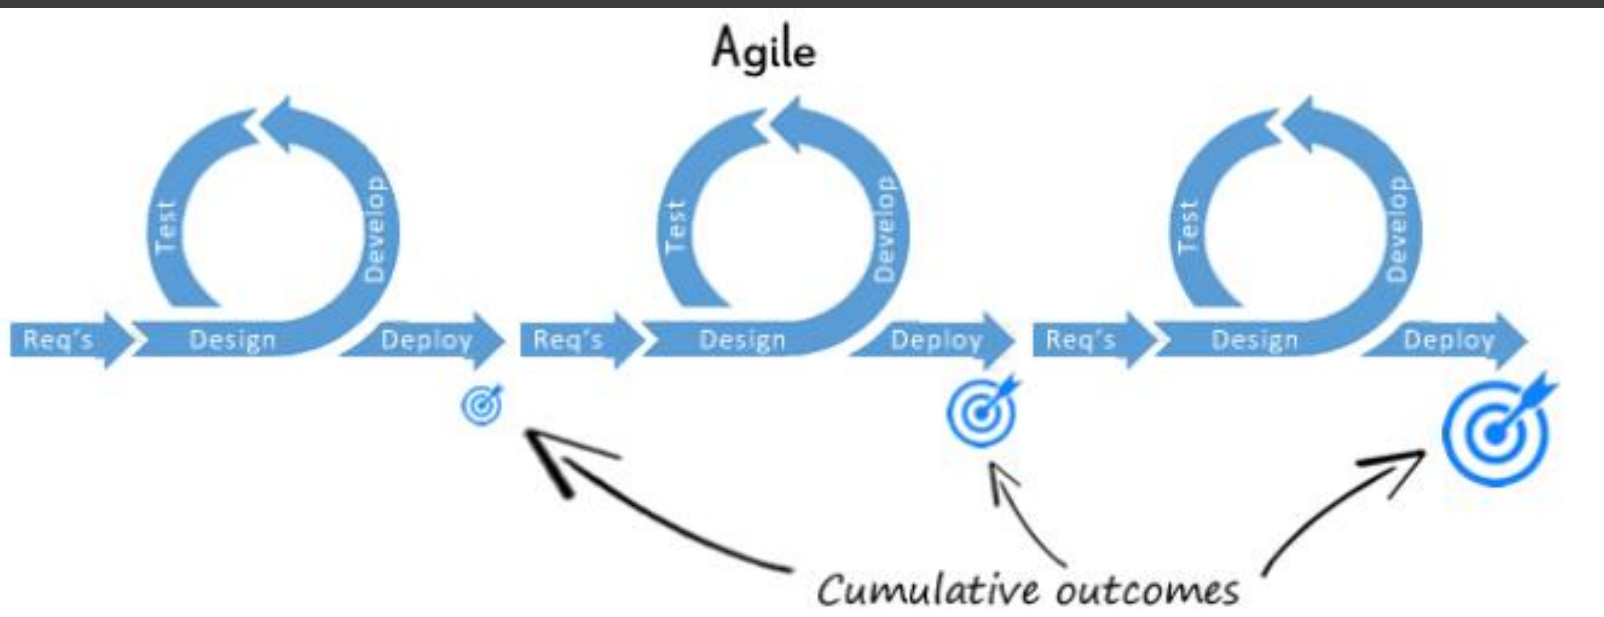 Agile
Test
Develop
Test
Develop
Test
Develop
Req's
Design
Deploy
Req's
Design
Deploy
Req's
Design
Deploy
Cumulative outcomes